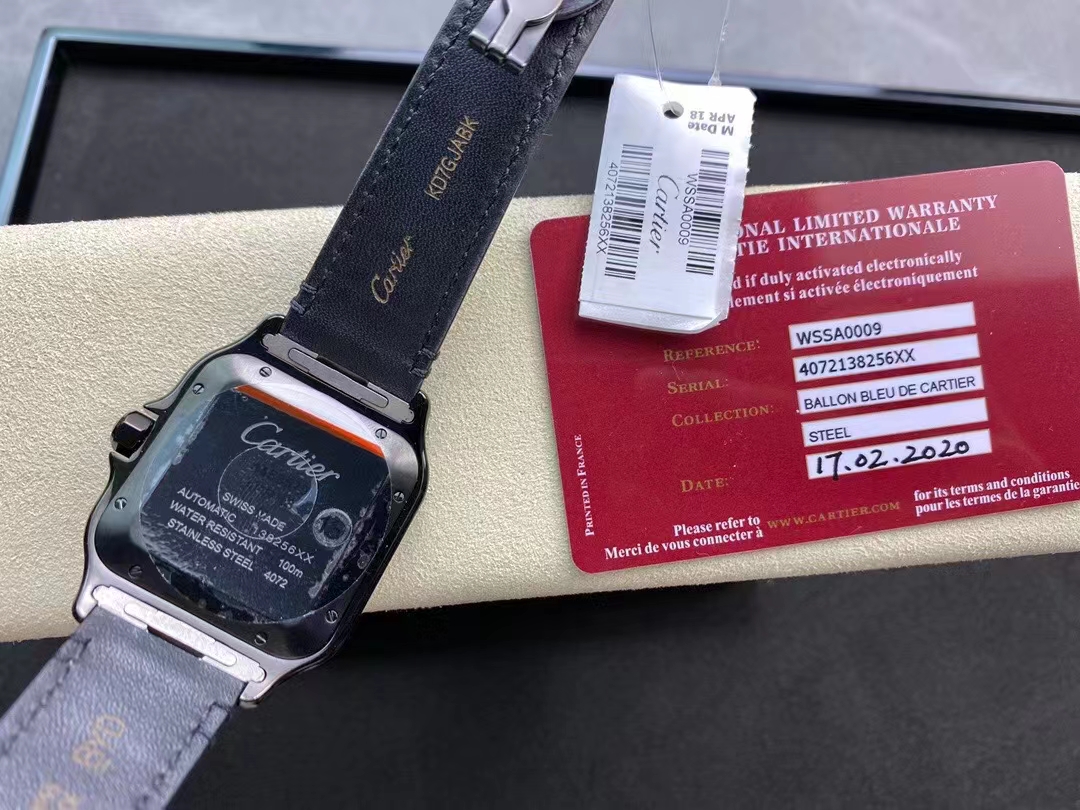 KD7GJABK
Cartier
M Date
APR 18
WSSA0009
Cartier
4072138256XX
ONAL LIMITED WARRANTY
TIE INTERNATIONALE
d if duly activated electronically
lement si activée électroniquement
REFERENCE: WSSA0009
SERIAL: 4072138256XX
COLLECTION: BALLON BLEU DE CARTIER
STEEL
DATE: 17.02.2020
PRINTED IN FRANCE
Please refer to
Merci de vous connecter à
WWW.CARTIER.COM
for its terms and conditions
pour les termes de la garantie
Cartier
SWISS MADE
AUTOMATIC 138256XX
WATER RESISTANT 100m
STAINLESS STEEL 4072